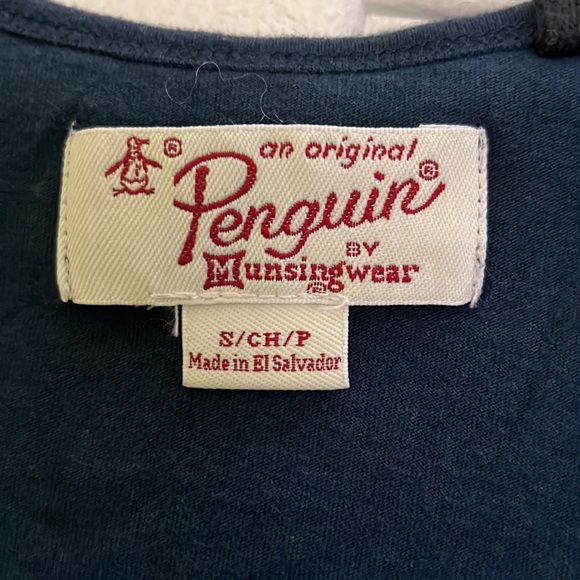 ® an original
Penguin®
BY
Munsingwear
®
S/CH/P
Made in El Salvador